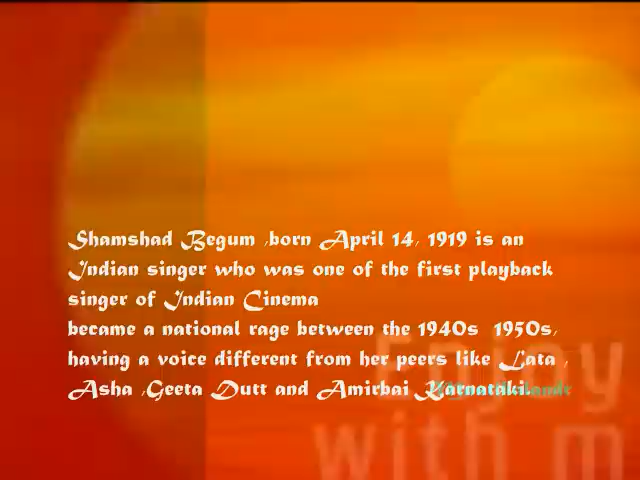 Shamshad Begum ,born April 14, 1919 is an
Indian singer who was one of the first playback
singer of Indian Cinema
became a national rage between the 1940s 1950s,
having a voice different from her peers like Lata ,
Asha ,Geeta Dutt and Amirbai Karnataki.
Enjoy
with m